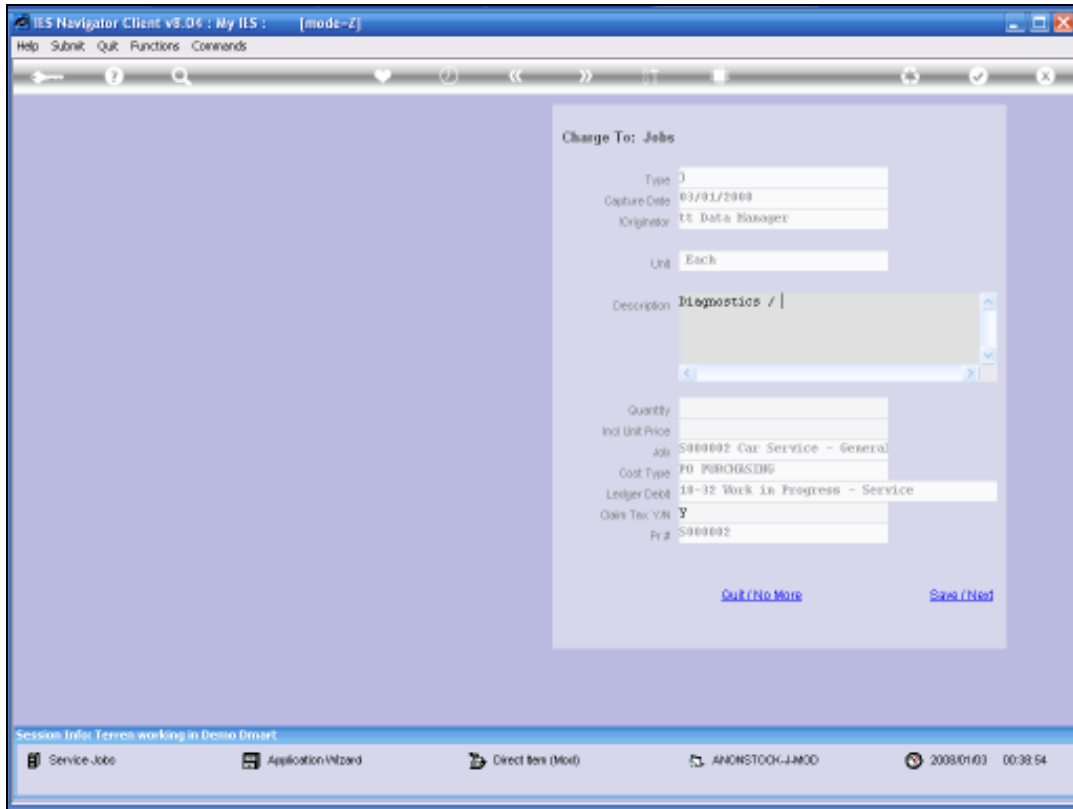 IES Navigator Client v8.04 : My IES : [mode=Z]
Help Submit Quit Functions Commands
Charge To: Jobs
Type J
Capture Date 03/01/2008
!Originator tt Data Manager
Unit Each
Description Diagnostics /
Quantity
Incl Unit Price
Job S000002 Car Service - General
Cost Type PO PURCHASING
Ledger Debit 18-32 Work in Progress - Service
Claim Tax Y/N Y
Pr # S000002
Quit / No More Save / Next
Session Info: Terren working in Demo Dmart
Service Jobs Application Wizard Direct Item (Mod) ANONSTOCK-J-MOD 2008/01/03 00:38:54